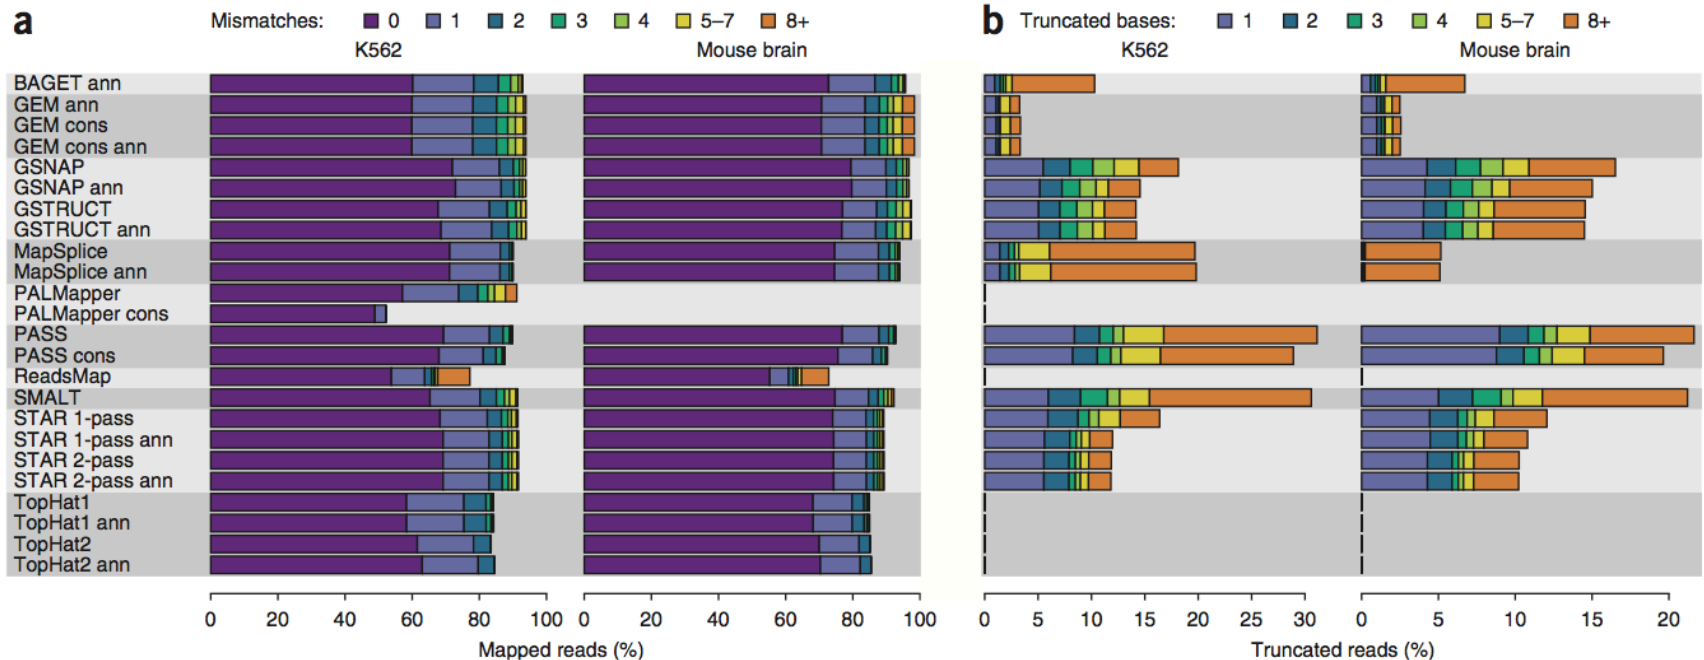 a Mismatches: 0 1 2 3 4 5–7 8+
K562 Mouse brain
b Truncated bases: 1 2 3 4 5–7 8+
K562 Mouse brain
BAGET ann
GEM ann
GEM cons
GEM cons ann
GSNAP
GSNAP ann
GSTRUCT
GSTRUCT ann
MapSplice
MapSplice ann
PALMapper
PALMapper cons
PASS
PASS cons
ReadsMap
SMALT
STAR 1-pass
STAR 1-pass ann
STAR 2-pass
STAR 2-pass ann
TopHat1
TopHat1 ann
TopHat2
TopHat2 ann
0 20 40 60 80 100 0 20 40 60 80 100
Mapped reads (%)
0 5 10 15 20 25 30 0 5 10 15 20
Truncated reads (%)